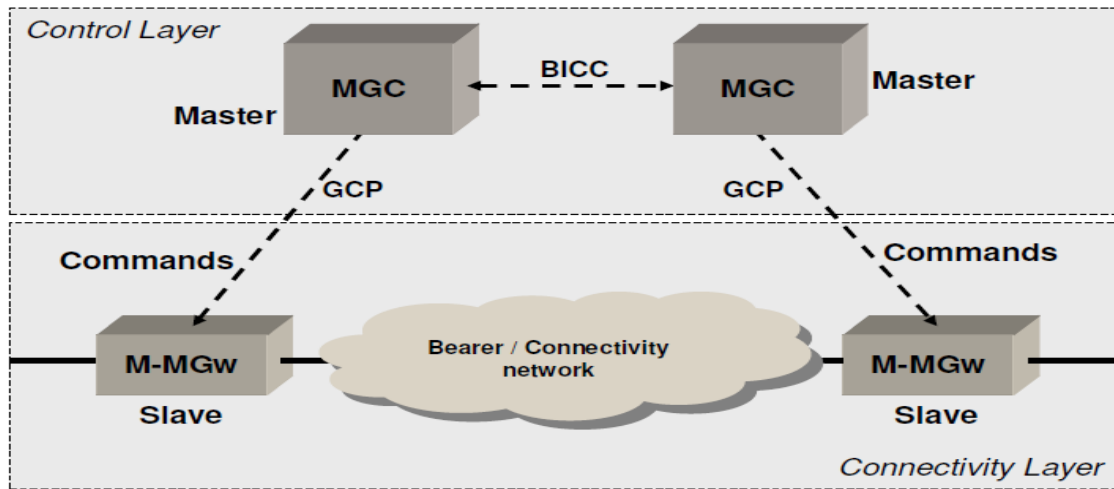 Control Layer
MGC
BICC
MGC
Master
Master
GCP
GCP
Commands
Commands
M-MGw
Bearer / Connectivity
network
M-MGw
Slave
Slave
Connectivity Layer